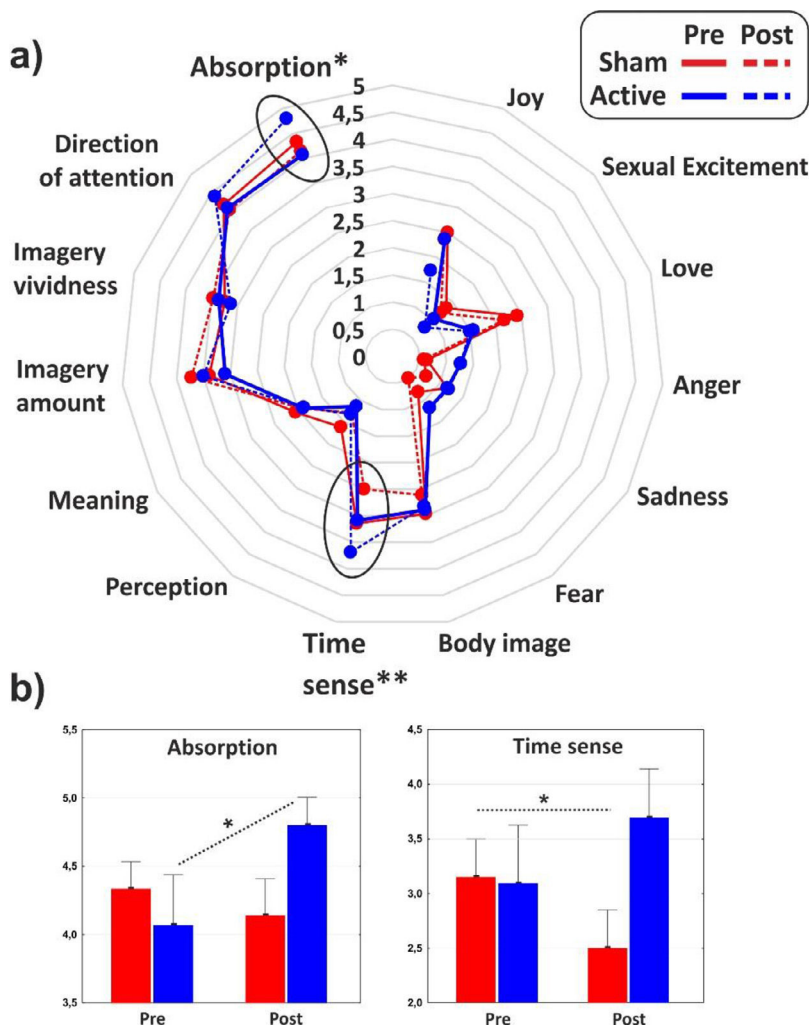 a)
Pre Post
Sham
Active
Absorption*
Joy
Direction
of attention
Sexual Excitement
Imagery
vividness
Love
Imagery
amount
Anger
Meaning
Sadness
Perception
Fear
Time
sense**
Body image
5
4,5
4
3,5
3
2,5
2
1,5
1
0,5
0
b)
Absorption
5,5
5,0
4,5
4,0
3,5
*
Pre Post
Time sense
4,5
4,0
3,5
3,0
2,5
2,0
*
Pre Post